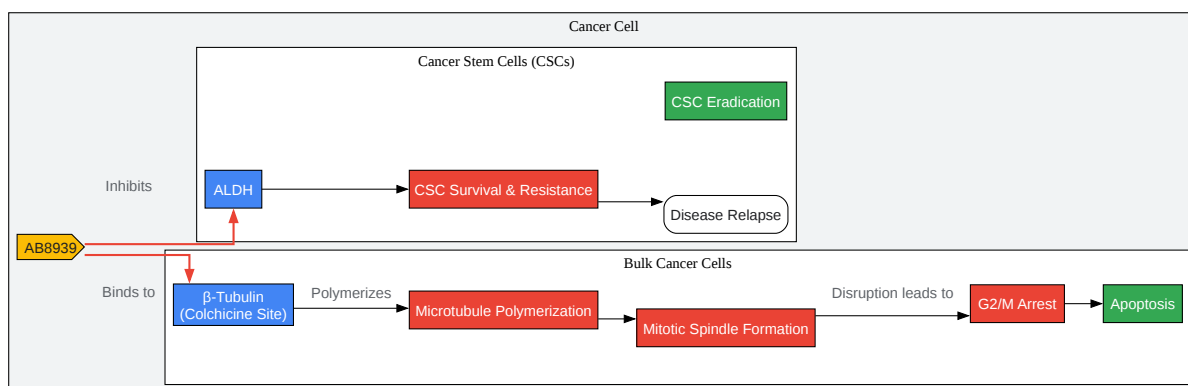 Cancer Cell
Cancer Stem Cells (CSCs)
CSC Eradication
Inhibits
ALDH
CSC Survival & Resistance
Disease Relapse
AB8939
Bulk Cancer Cells
Binds to
β-Tubulin
(Colchicine Site)
Polymerizes
Microtubule Polymerization
Mitotic Spindle Formation
Disruption leads to
G2/M Arrest
Apoptosis